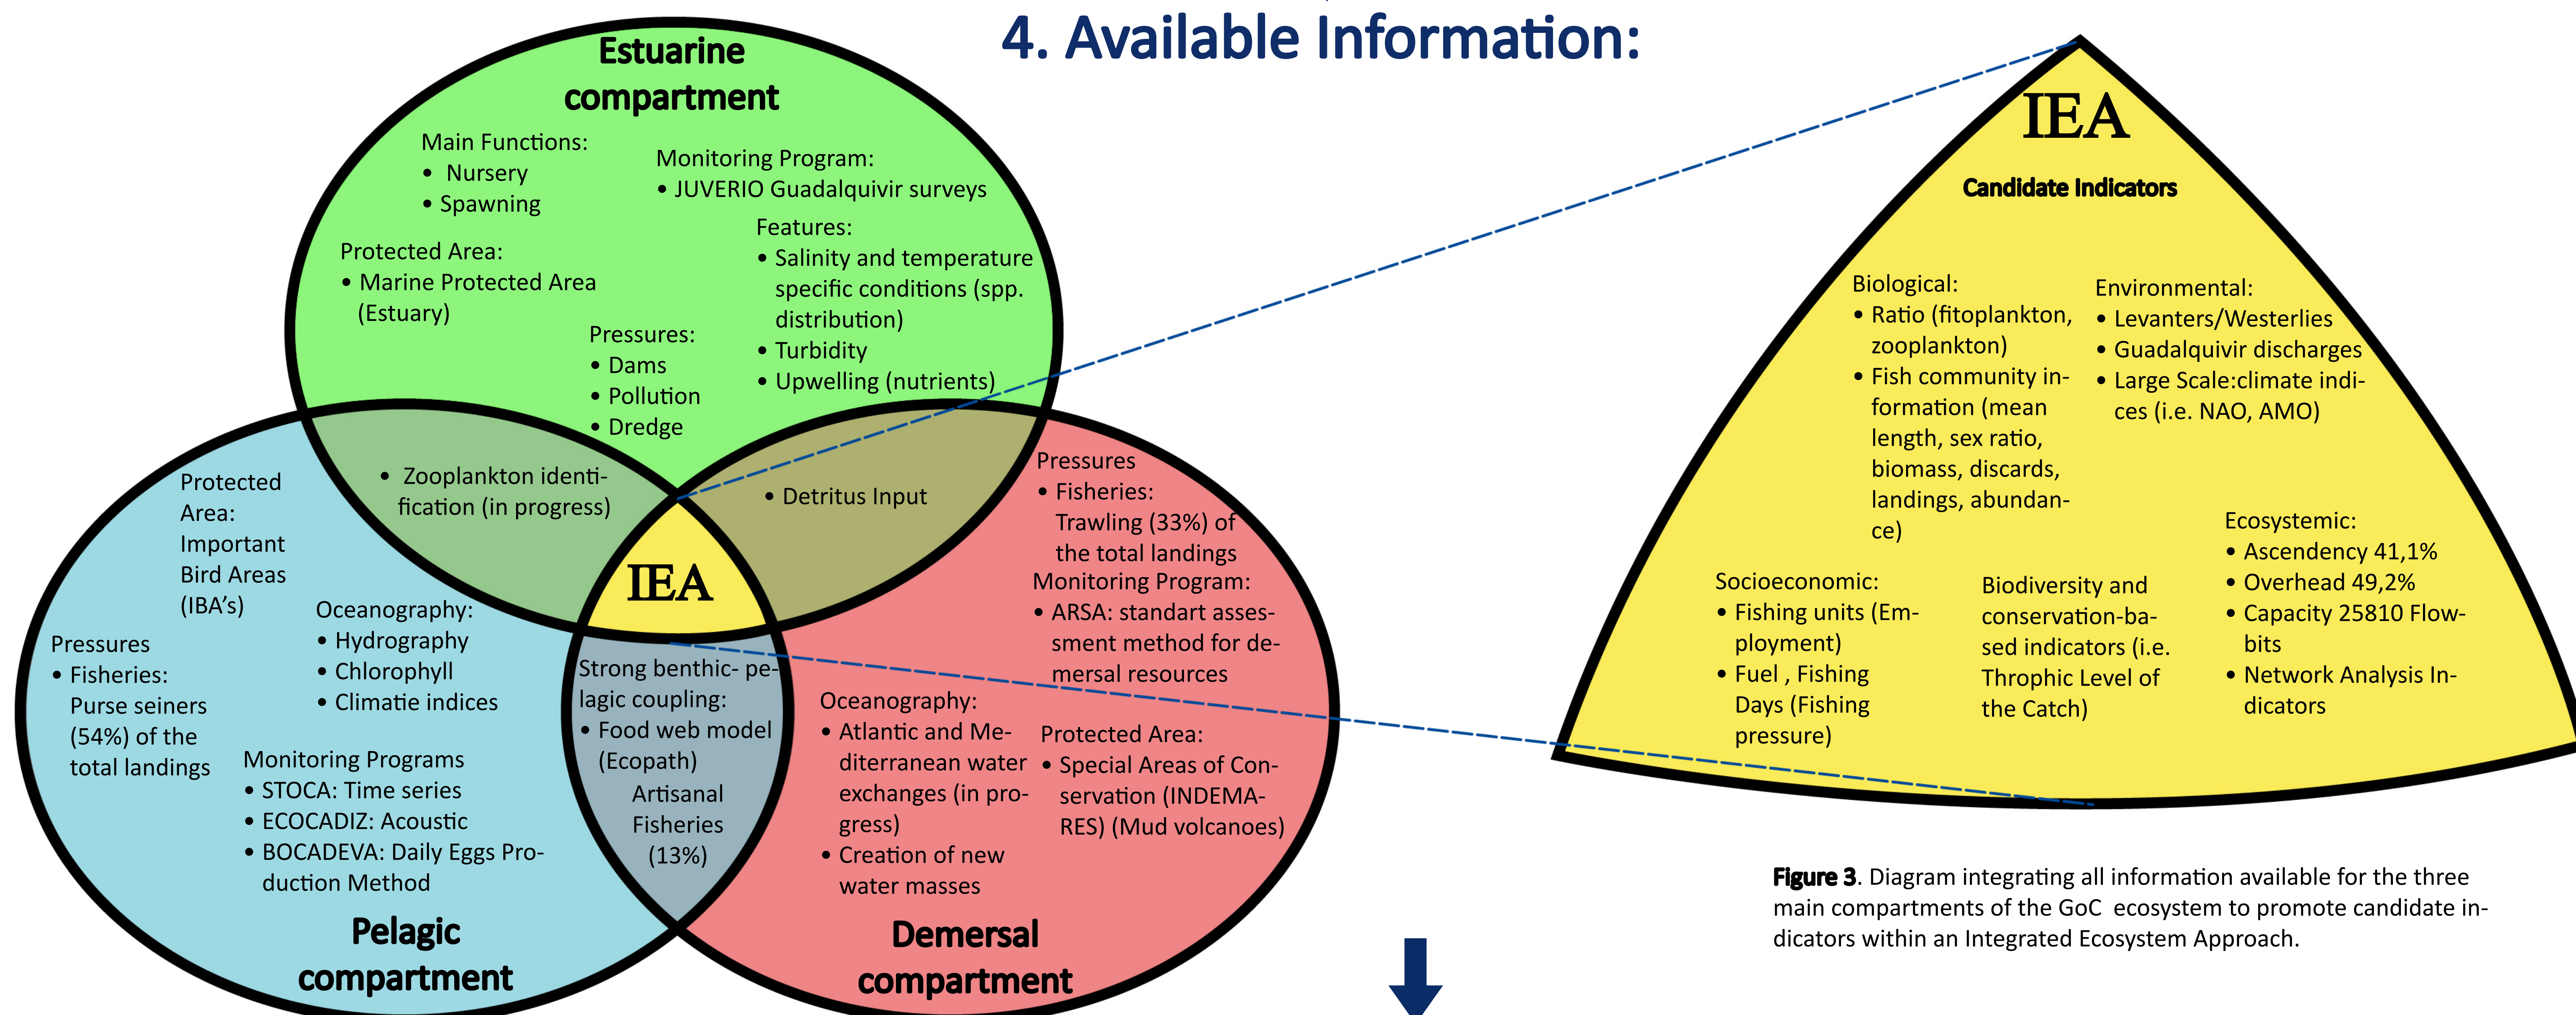 4. Available Information:
Estuarine
compartment
Main Functions:
• Nursery
• Spawning
Monitoring Program:
• JUVERIO Guadalquivir surveys
Protected Area:
• Marine Protected Area
(Estuary)
Features:
• Salinity and temperature
specific conditions (spp.
distribution)
• Turbidity
• Upwelling (nutrients)
Pressures:
• Dams
• Pollution
• Dredge
• Zooplankton identi-
fication (in progress)
• Detritus Input
IEA
Protected
Area:
Important
Bird Areas
(IBA's)
Oceanography:
• Hydrography
• Chlorophyll
• Climatie indices
Pressures
• Fisheries:
Purse seiners
(54%) of the
total landings
Monitoring Programs
• STOCA: Time series
• ECOCADIZ: Acoustic
• BOCADEVA: Daily Eggs Pro-
duction Method
Pelagic
compartment
Strong benthic- pe-
lagic coupling:
• Food web model
(Ecopath)
Artisanal
Fisheries
(13%)
Pressures
• Fisheries:
Trawling (33%) of
the total landings
Monitoring Program:
• ARSA: standart asses-
sment method for de-
mersal resources
Oceanography:
• Atlantic and Me-
diterranean water
exchanges (in pro-
gress)
• Creation of new
water masses
Protected Area:
• Special Areas of Con-
servation (INDEMA-
RES) (Mud volcanoes)
Demersal
compartment
IEA
Candidate Indicators
Biological:
• Ratio (fitoplankton,
zooplankton)
• Fish community in-
formation (mean
length, sex ratio,
biomass, discards,
landings, abundan-
ce)
Environmental:
• Levanters/Westerlies
• Guadalquivir discharges
• Large Scale:climate indi-
ces (i.e. NAO, AMO)
Socioeconomic:
• Fishing units (Em-
ployment)
• Fuel , Fishing
Days (Fishing
pressure)
Biodiversity and
conservation-ba-
sed indicators (i.e.
Throphic Level of
the Catch)
Ecosystemic:
• Ascendency 41,1%
• Overhead 49,2%
• Capacity 25810 Flow-
bits
• Network Analysis In-
dicators
Figure 3. Diagram integrating all information available for the three
main compartments of the GoC ecosystem to promote candidate in-
dicators within an Integrated Ecosystem Approach.